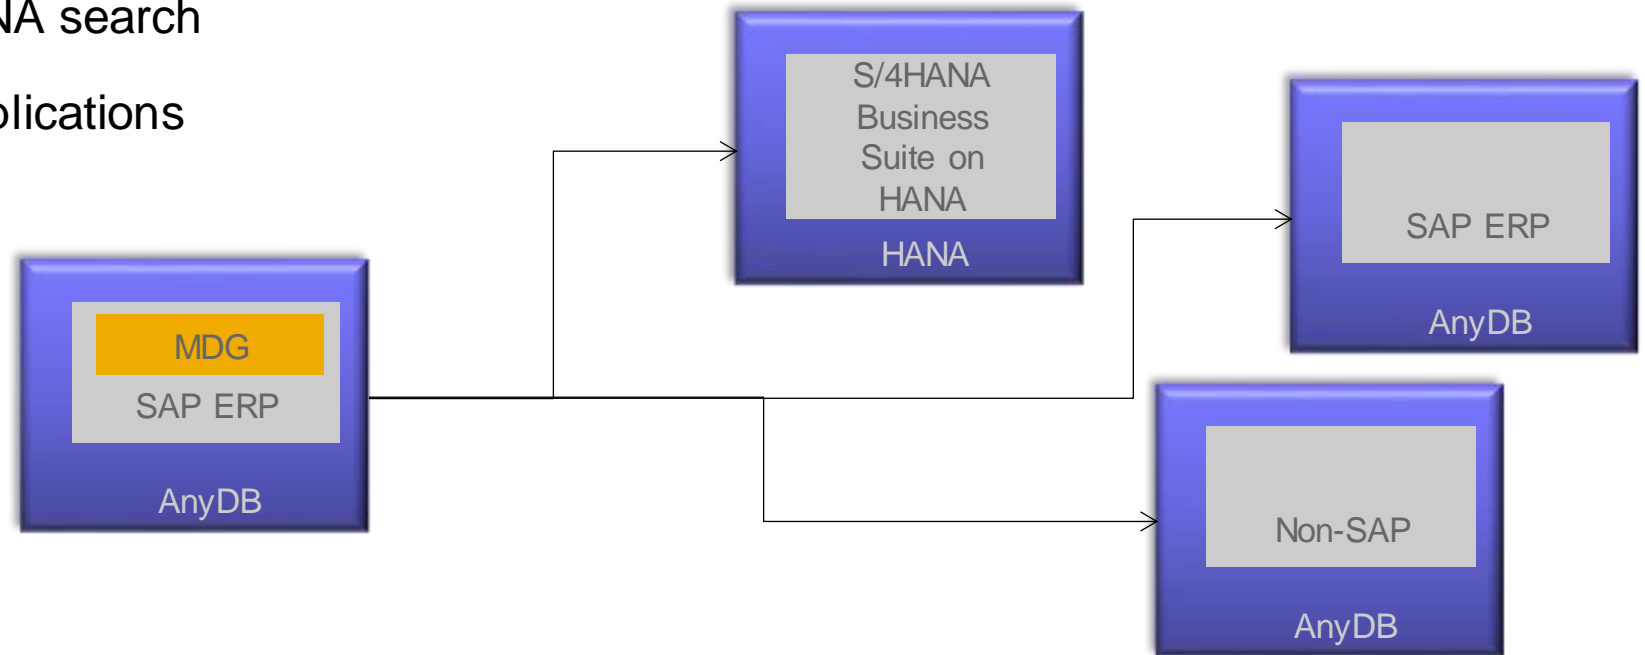 NA search
plications
S/4HANA
Business
Suite on
HANA
HANA
SAP ERP
AnyDB
MDG
SAP ERP
AnyDB
Non-SAP
AnyDB